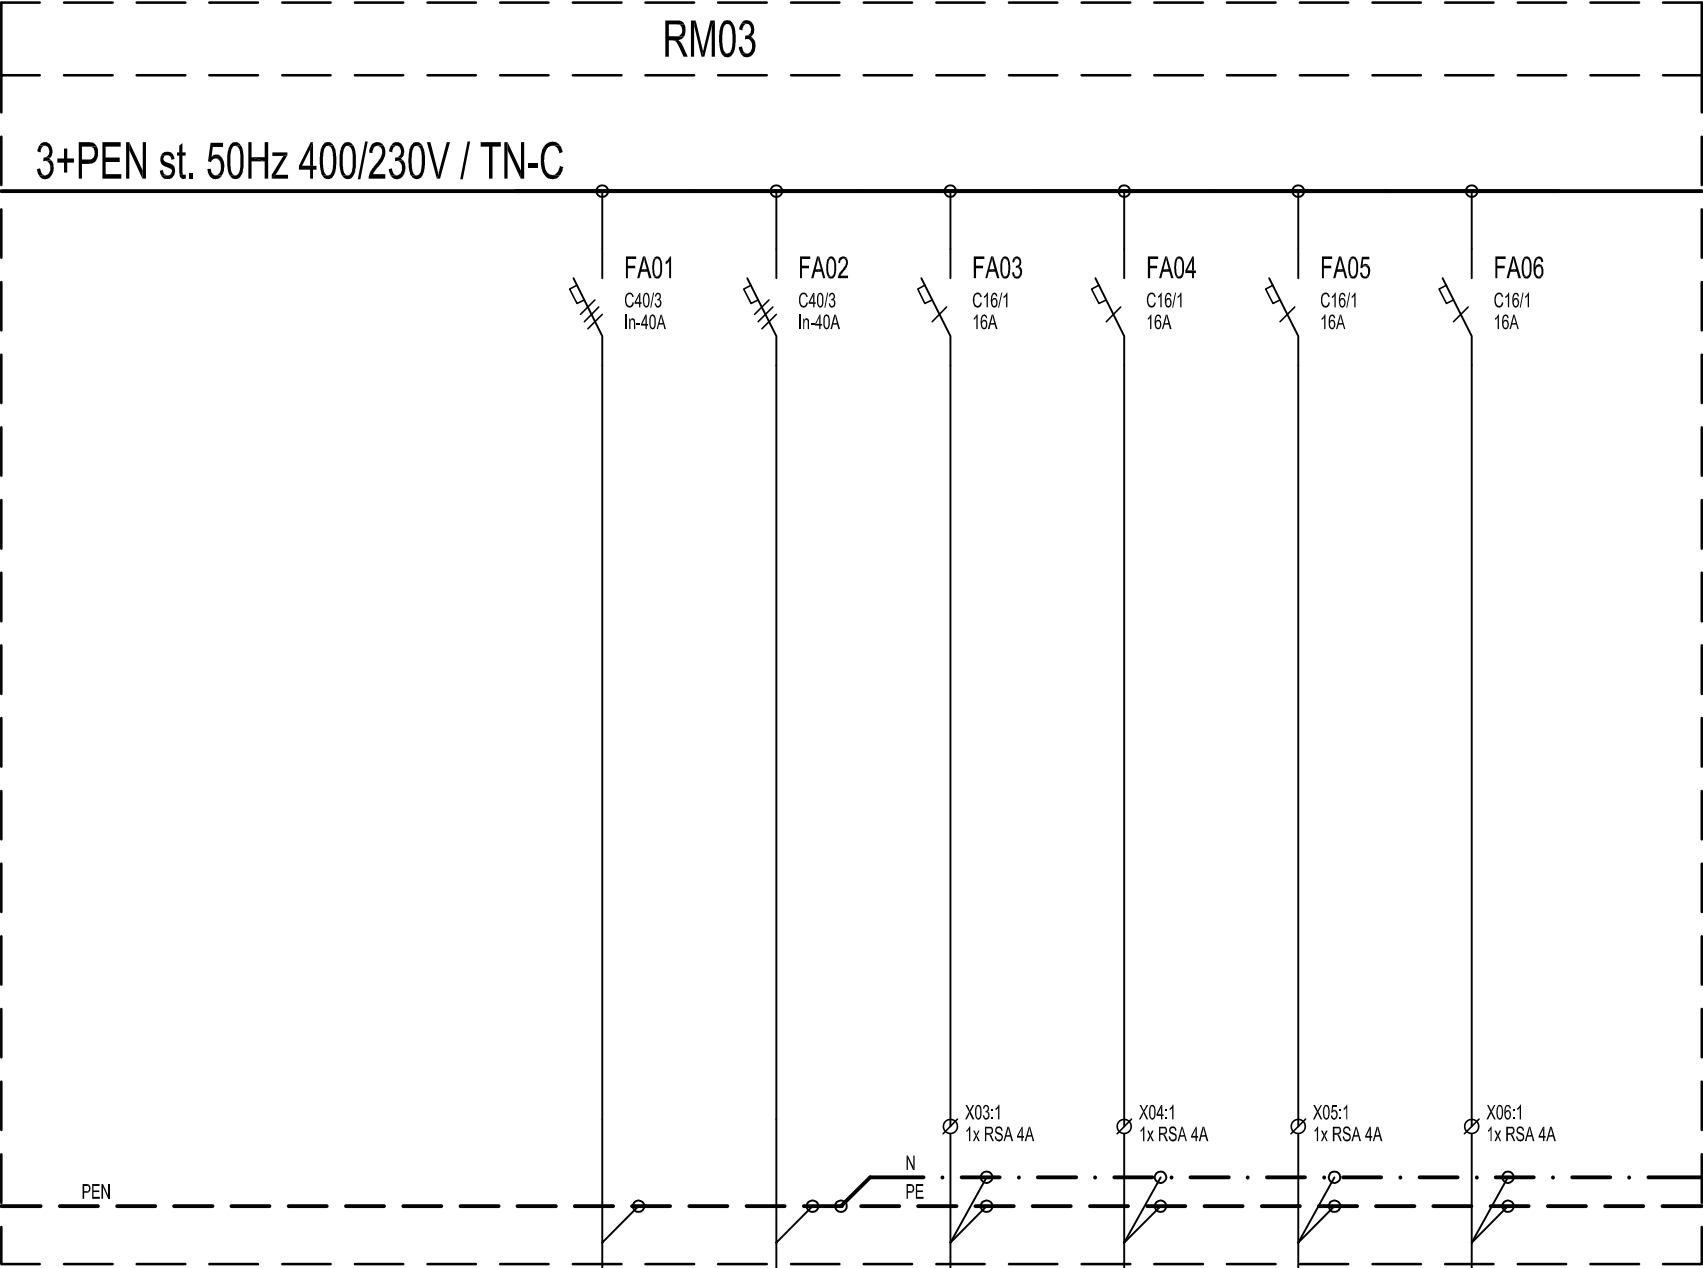 RM03
3+PEN st. 50Hz 400/230V / TN-C
FA01
C40/3
In-40A
FA02
C40/3
In-40A
FA03
C16/1
16A
FA04
C16/1
16A
FA05
C16/1
16A
FA06
C16/1
16A
X03:1
1x RSA 4A
X04:1
1x RSA 4A
X05:1
1x RSA 4A
X06:1
1x RSA 4A
N
PEN
PE